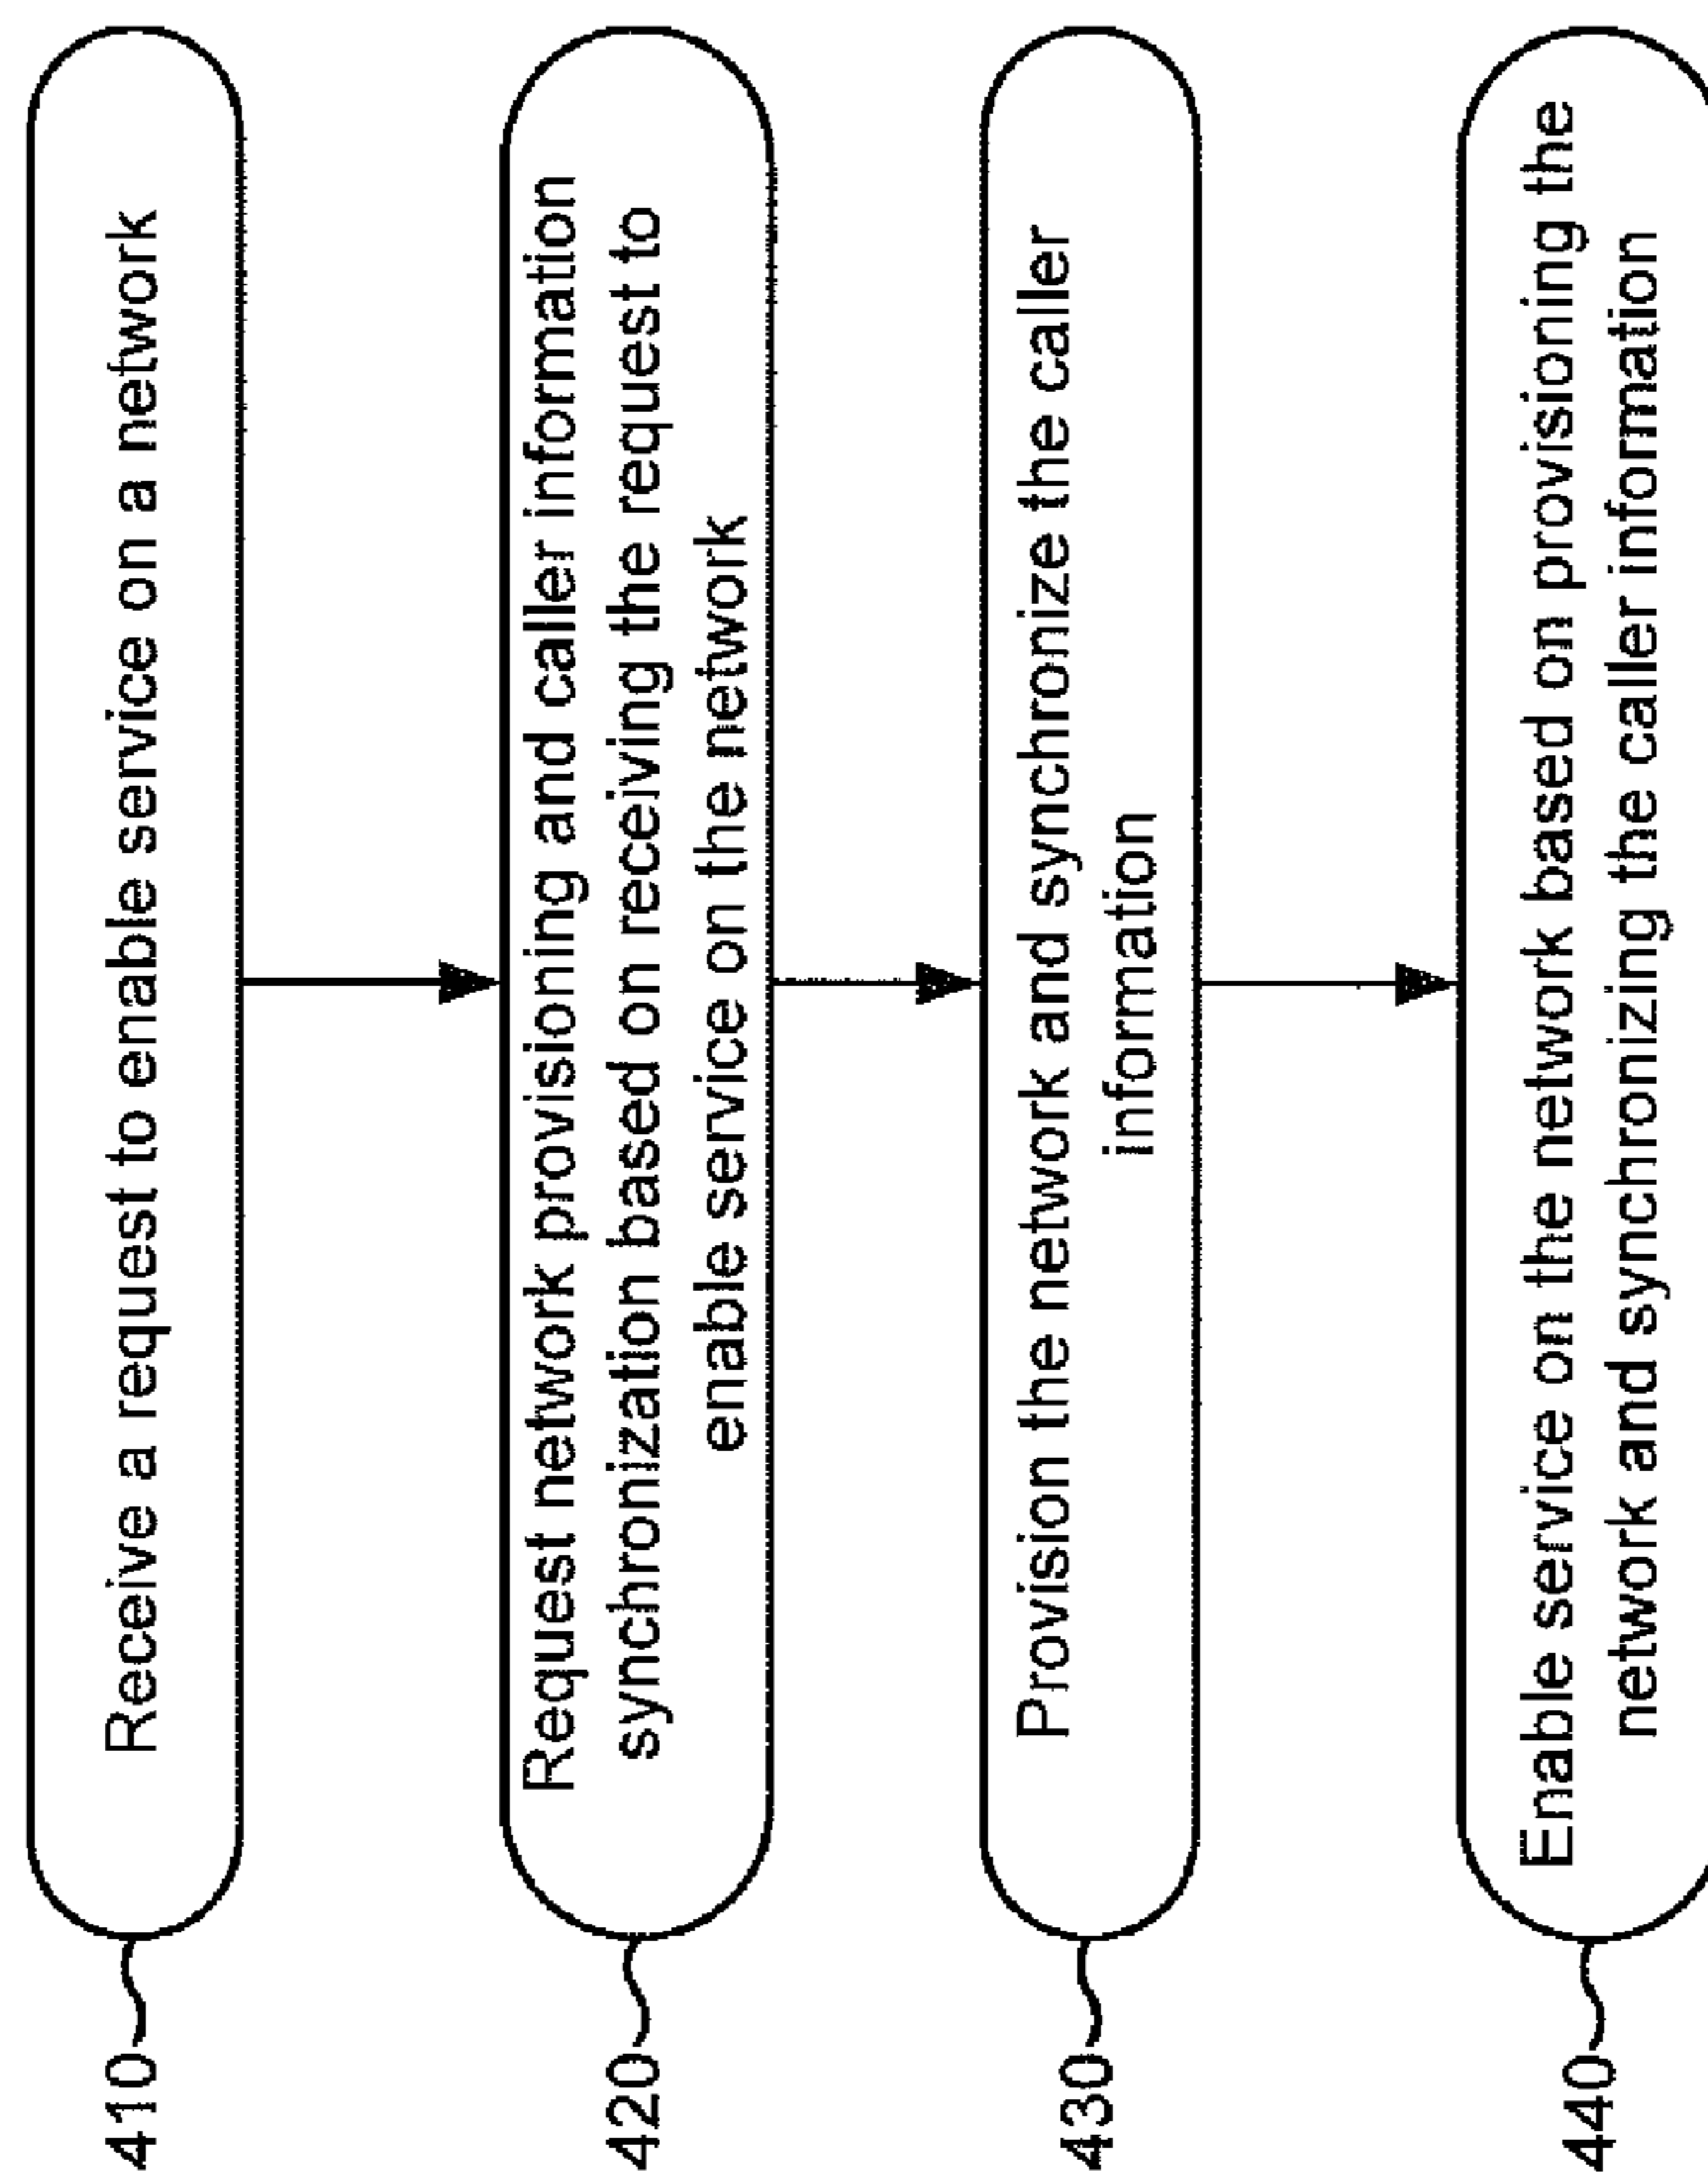 410
Receive a request to enable service on a network
420
Request network provisioning and caller information
synchronization based on receiving the request to
enable service on the network
430
Provision the network and synchronize the caller
information
440
Enable service on the network based on provisioning the
network and synchronizing the caller information